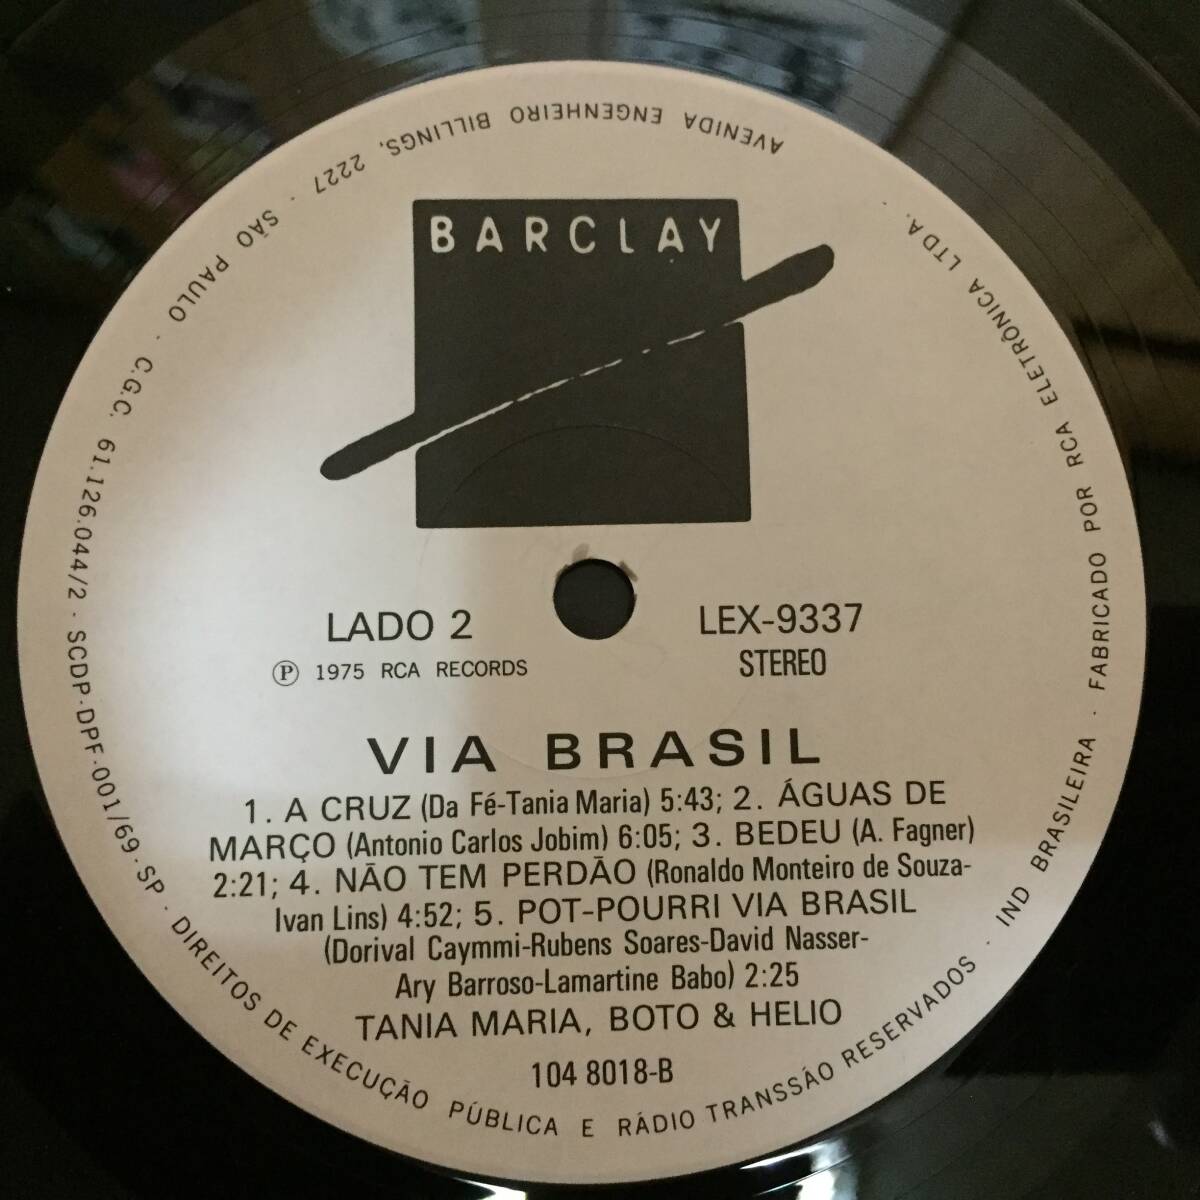 BARCLAY
LADO 2
LEX-9337
Ⓟ 1975 RCA RECORDS
STEREO
VIA BRASIL
1. A CRUZ (Da Fé-Tania Maria) 5:43; 2. ÁGUAS DE
MARÇO (Antonio Carlos Jobim) 6:05; 3. BEDEU (A. Fagner)
2:21; 4. NÃO TEM PERDÃO (Ronaldo Monteiro de Souza-
Ivan Lins) 4:52; 5. POT-POURRI VIA BRASIL
(Dorival Caymmi-Rubens Soares-David Nasser-
Ary Barroso-Lamartine Babo) 2:25
TANIA MARIA, BOTO & HELIO
104 8018-B
FABRICADO POR RCA ELETRÔNICA LTDA. · AVENIDA ENGENHEIRO BILLINGS, 2227 · SÃO PAULO · C.G.C. 61.126.044/2 · SCDP-DPF-001/69-SP · DIREITOS DE EXECUÇÃO PÚBLICA E RÁDIO TRANSSÃO RESERVADOS · IND BRASILEIRA ·